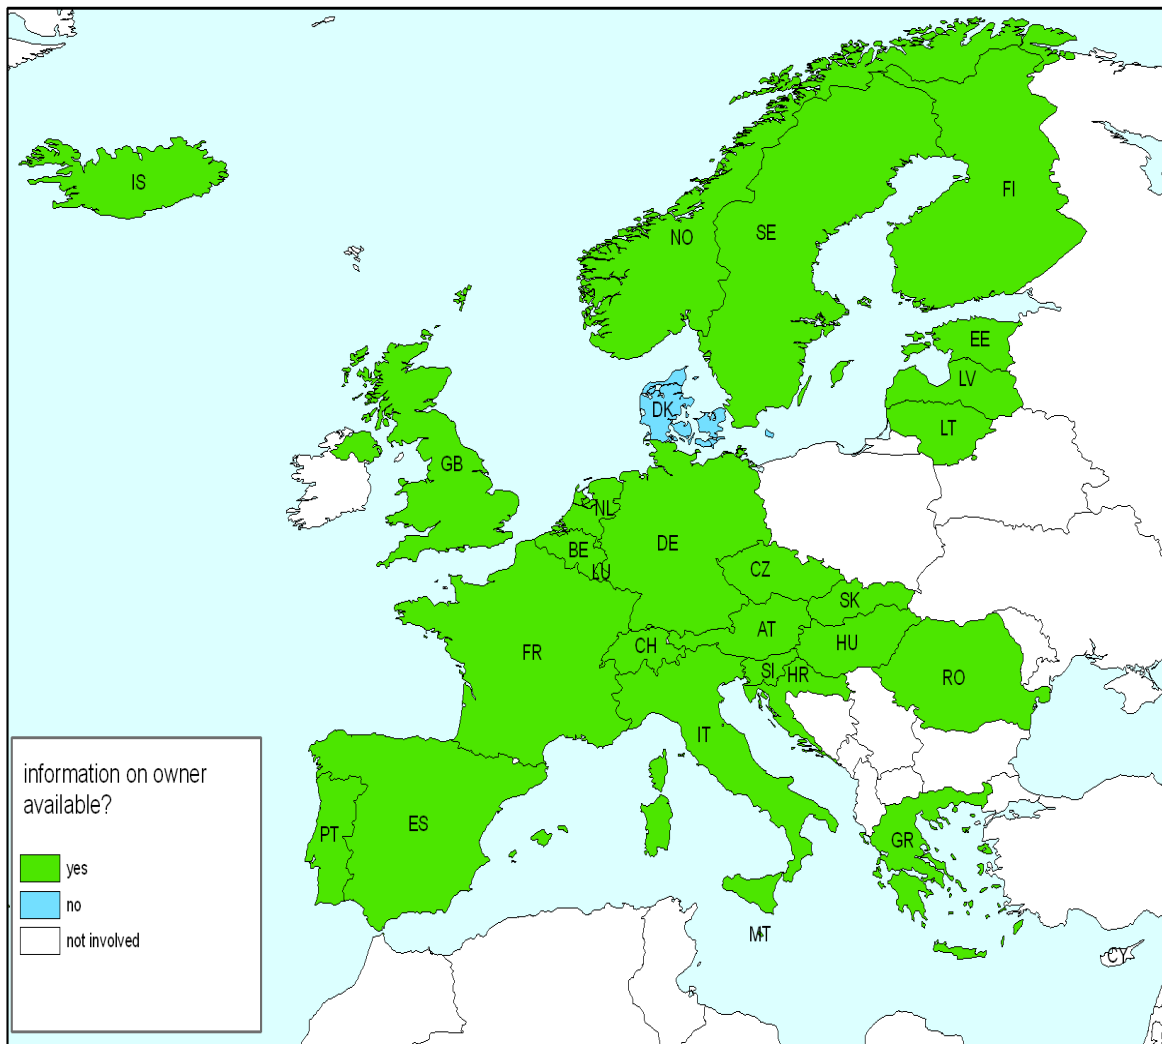 IS
FI
NO
SE
EE
LV
DK
LT
GB
NL
DE
BE
LU
CZ
SK
AT
HU
CH
FR
SI
HR
RO
IT
information on owner
available?
PT
ES
GR
yes
no
not involved
MT
CY